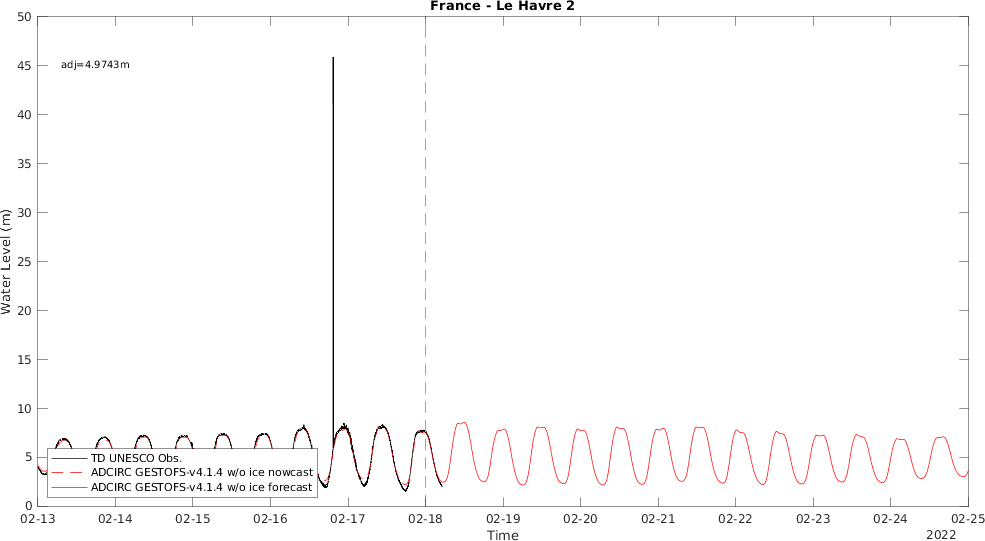 France - Le Havre 2
50
45
40
35
30
25
20
15
10
5
0
Water Level (m)
adj=4.9743m
TD UNESCO Obs.
ADCIRC GESTOFS-v4.1.4 w/o ice nowcast
ADCIRC GESTOFS-v4.1.4 w/o ice forecast
02-13 02-14 02-15 02-16 02-17 02-18 02-19 02-20 02-21 02-22 02-23 02-24 02-25
Time
2022